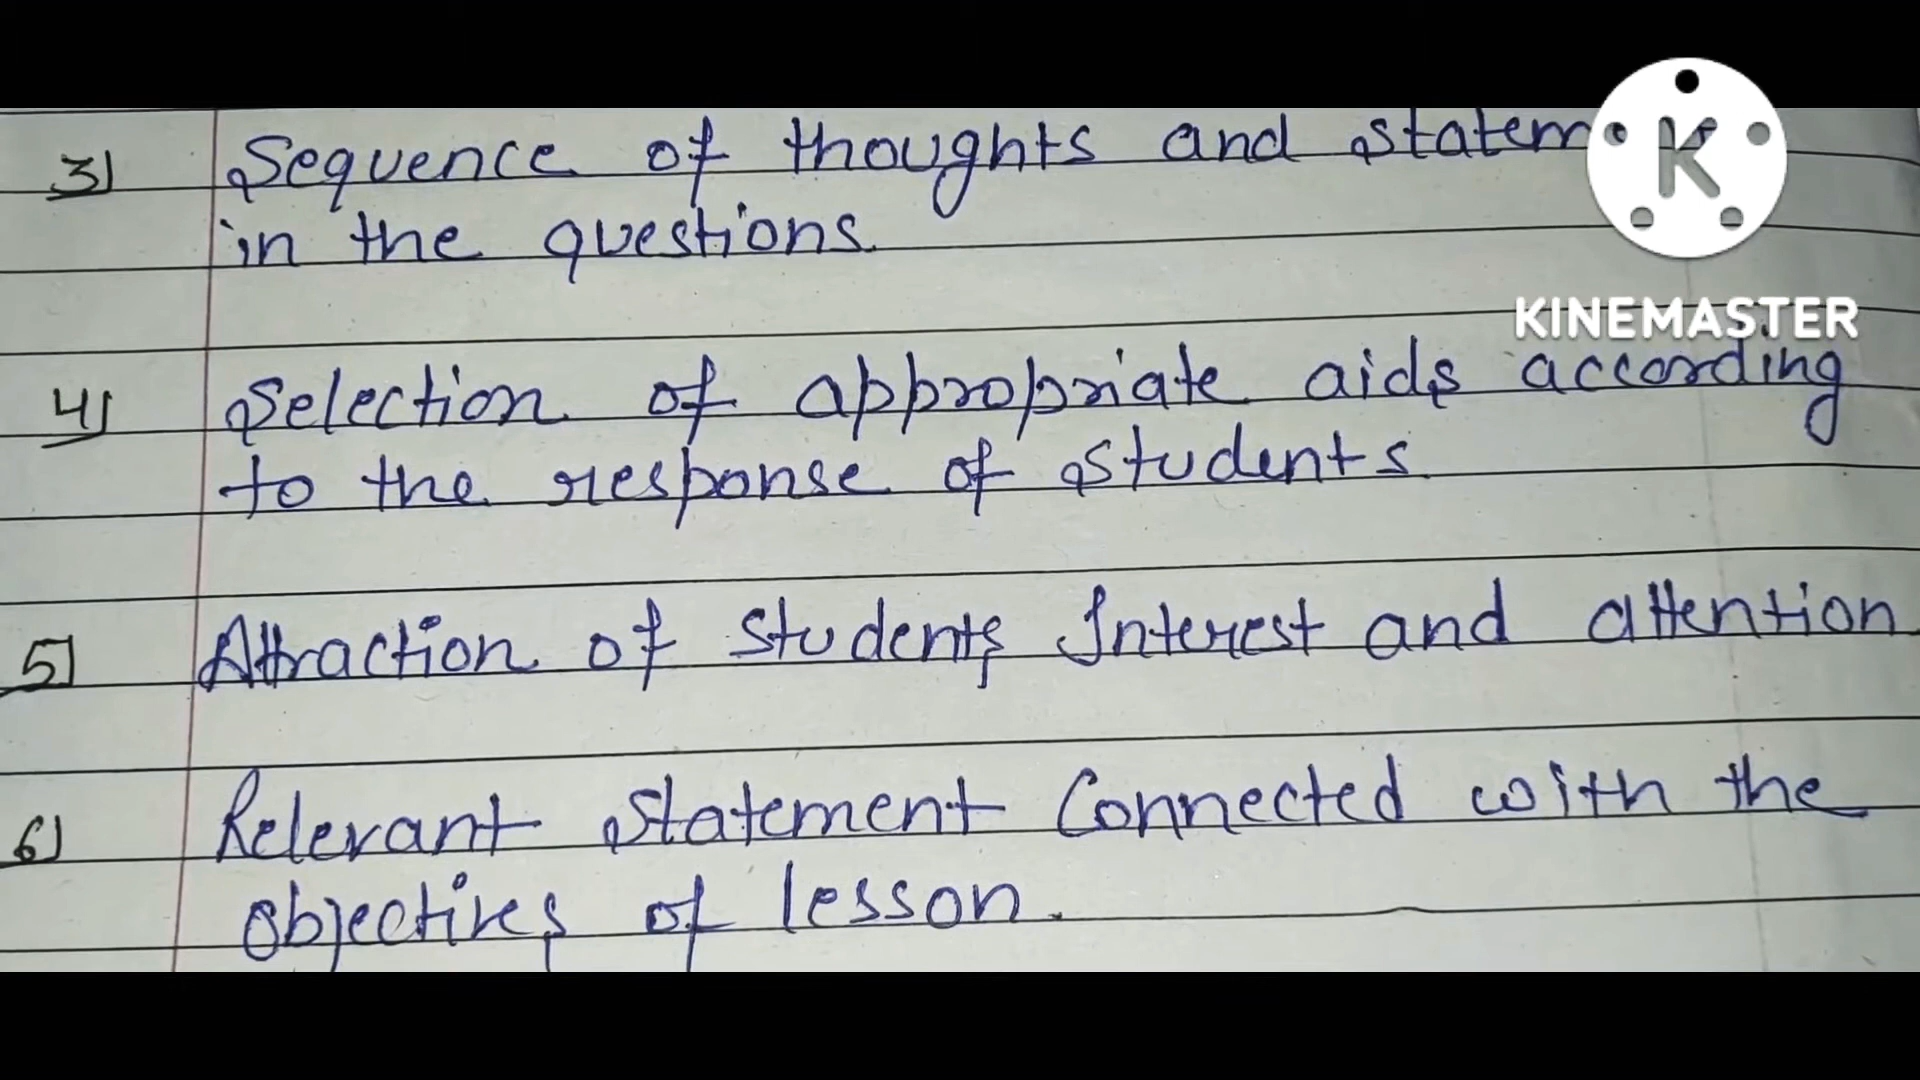 3) Sequence of thoughts and statem
in the questions.
4) Selection of appropriate aids according
to the response of students.
5) Attraction of students Interest and attention
6) Relevant statement Connected with the
objectives of lesson.
K
KINEMASTER